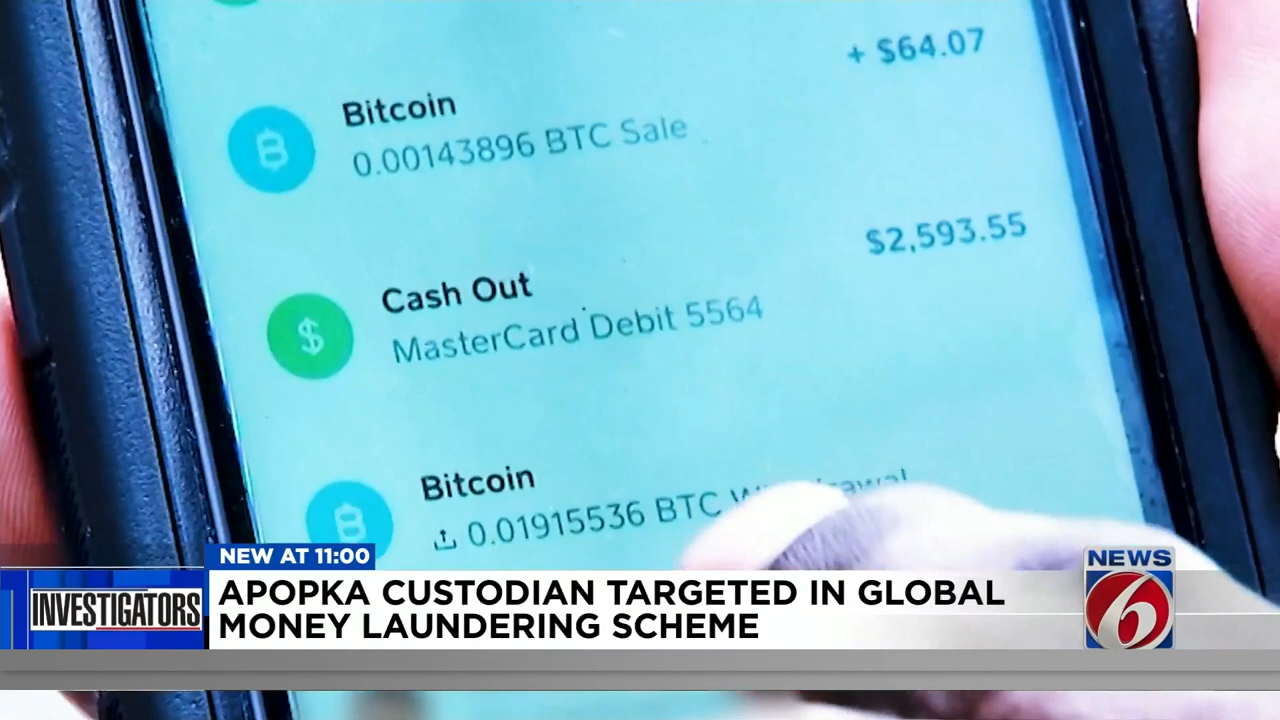 + $64.07
Bitcoin
0.00143896 BTC Sale
$2,593.55
Cash Out
MasterCard Debit 5564
Bitcoin
0.01915536 BTC
NEW AT 11:00
INVESTIGATORS
APOPKA CUSTODIAN TARGETED IN GLOBAL
MONEY LAUNDERING SCHEME
NEWS
6